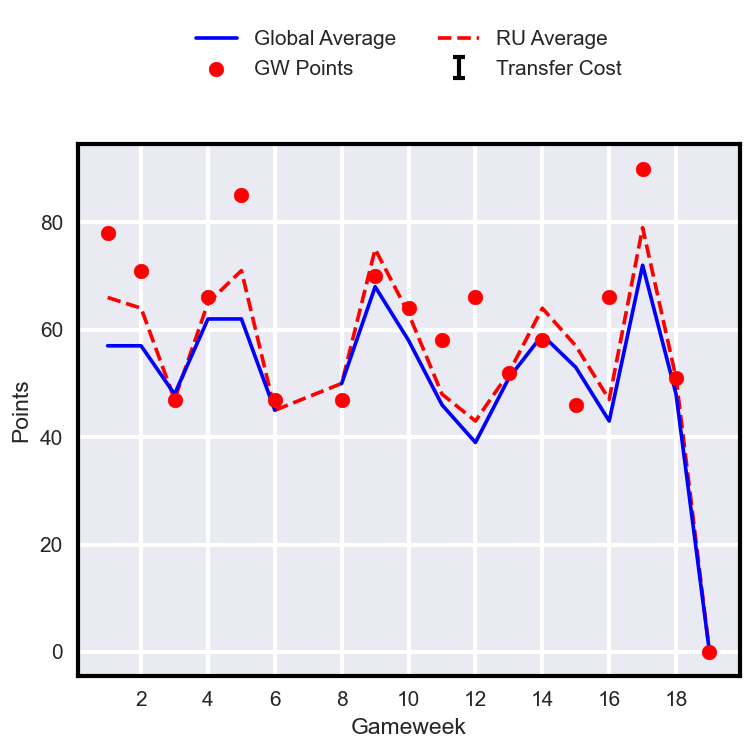 Global Average RU Average
GW Points Transfer Cost
80
60
40
20
0
Points
2 4 6 8 10 12 14 16 18
Gameweek